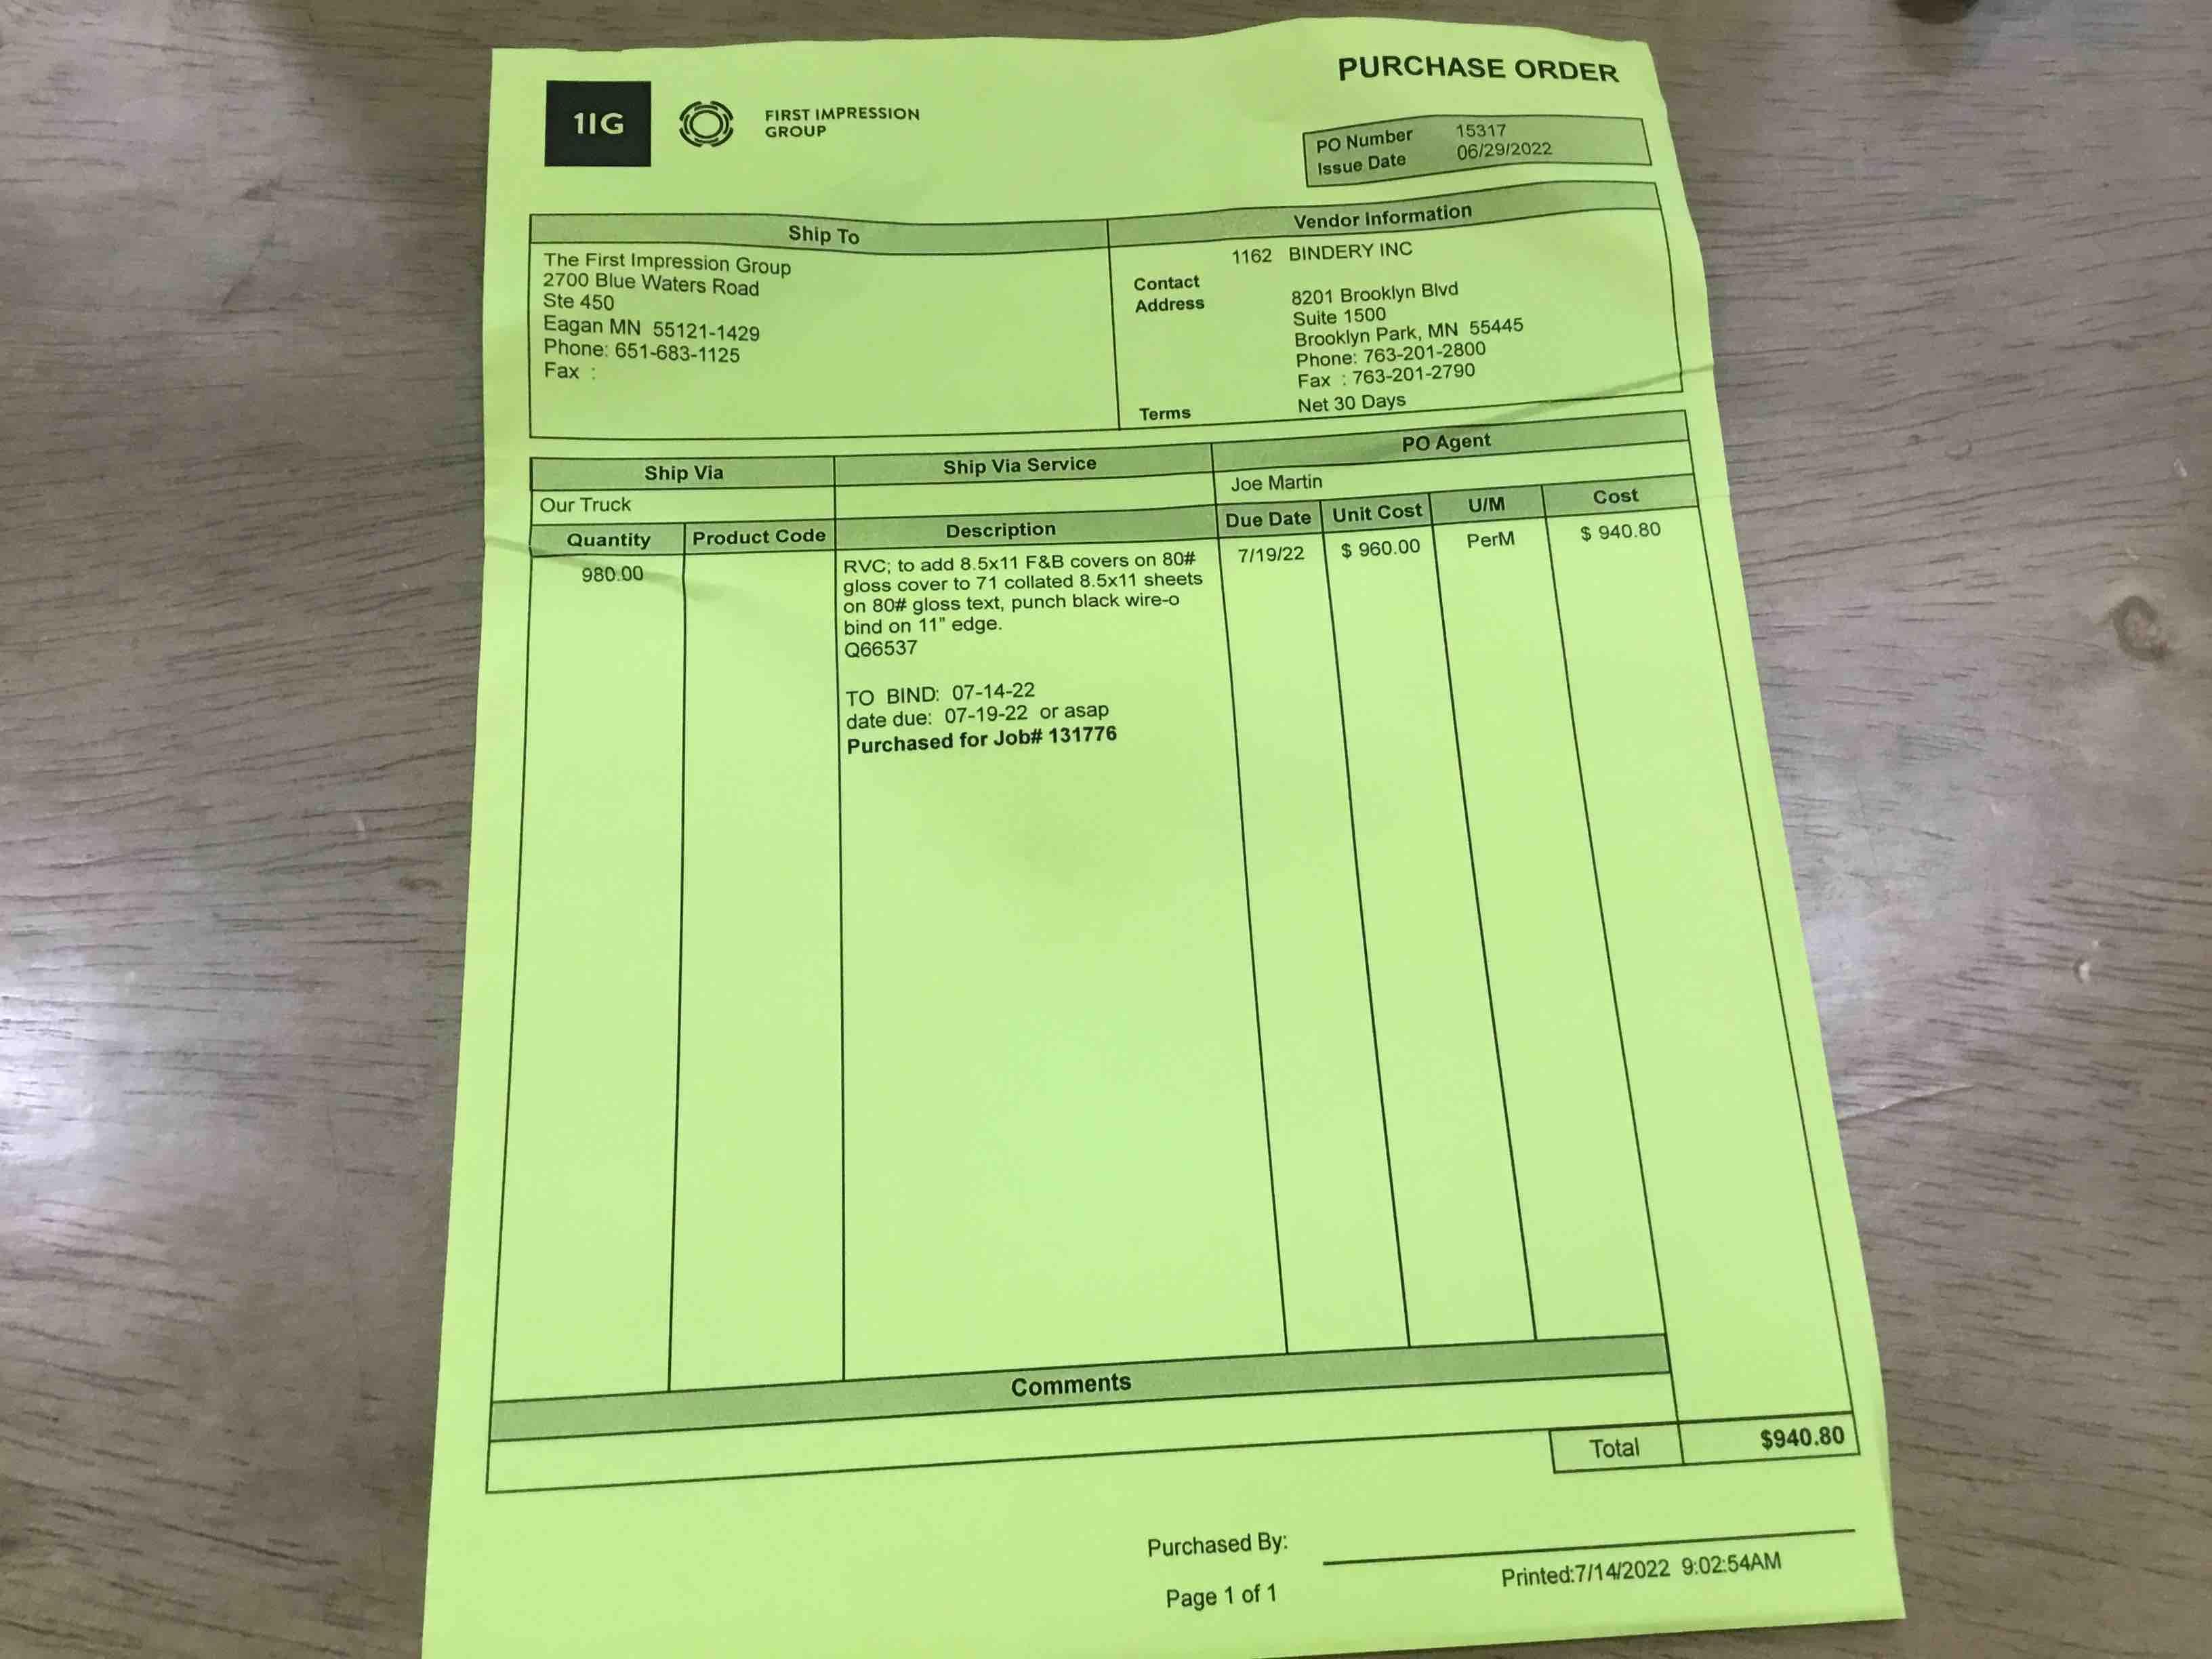 PURCHASE ORDER
1IG
FIRST IMPRESSION
GROUP
PO Number 15317
Issue Date 06/29/2022
Ship To
The First Impression Group
2700 Blue Waters Road
Ste 450
Eagan MN 55121-1429
Phone: 651-683-1125
Fax :
Vendor Information
1162 BINDERY INC
Contact
Address 8201 Brooklyn Blvd
Suite 1500
Brooklyn Park, MN 55445
Phone: 763-201-2800
Fax : 763-201-2790
Terms Net 30 Days
Ship Via Ship Via Service PO Agent
Our Truck Joe Martin
Quantity Product Code Description Due Date Unit Cost U/M Cost
980.00 RVC; to add 8.5x11 F&B covers on 80# 7/19/22 $ 960.00 PerM $ 940.80
gloss cover to 71 collated 8.5x11 sheets
on 80# gloss text, punch black wire-o
bind on 11" edge.
Q66537
TO BIND: 07-14-22
date due: 07-19-22 or asap
Purchased for Job# 131776
Comments
Total $940.80
Purchased By:
Printed:7/14/2022 9:02:54AM
Page 1 of 1